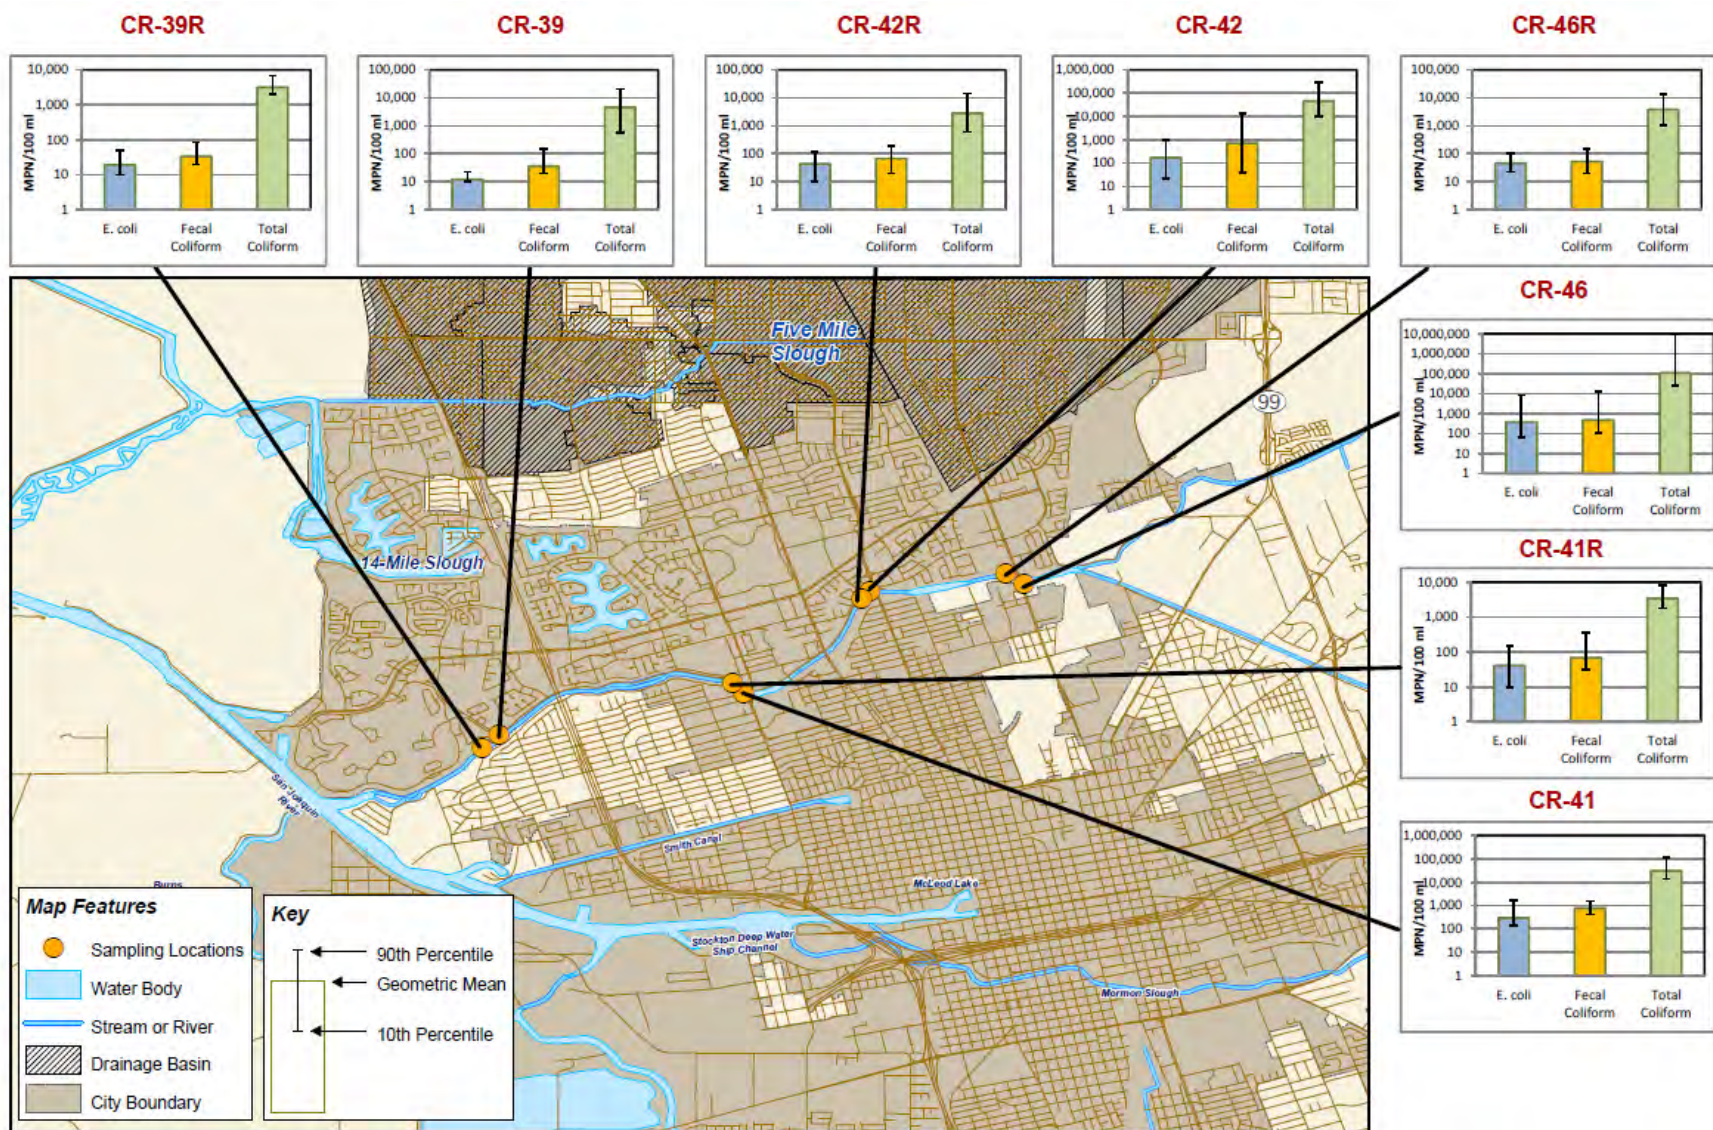 CR-39R
CR-39
CR-42R
CR-42
CR-46R
10,000
1,000
100
10
1
MPN/100 ml
E. coli
Fecal
Coliform
Total
Coliform
100,000
10,000
1,000
100
10
1
MPN/100 ml
E. coli
Fecal
Coliform
Total
Coliform
100,000
10,000
1,000
100
10
1
MPN/100 ml
E. coli
Fecal
Coliform
Total
Coliform
1,000,000
100,000
10,000
1,000
100
10
1
MPN/100 ml
E. coli
Fecal
Coliform
Total
Coliform
100,000
10,000
1,000
100
10
1
MPN/100 ml
E. coli
Fecal
Coliform
Total
Coliform
CR-46
10,000,000
1,000,000
100,000
10,000
1,000
100
10
1
MPN/100 ml
E. coli
Fecal
Coliform
Total
Coliform
CR-41R
10,000
1,000
100
10
1
MPN/100 ml
E. coli
Fecal
Coliform
Total
Coliform
CR-41
1,000,000
100,000
10,000
1,000
100
10
1
MPN/100 ml
E. coli
Fecal
Coliform
Total
Coliform
Five Mile
Slough
99
14-Mile Slough
San Joaquin
River
Smith Canal
McLeod Lake
Burns
Stockton Deep Water
Ship Channel
Mormon Slough
Map Features
Sampling Locations
Water Body
Stream or River
Drainage Basin
City Boundary
Key
90th Percentile
Geometric Mean
10th Percentile